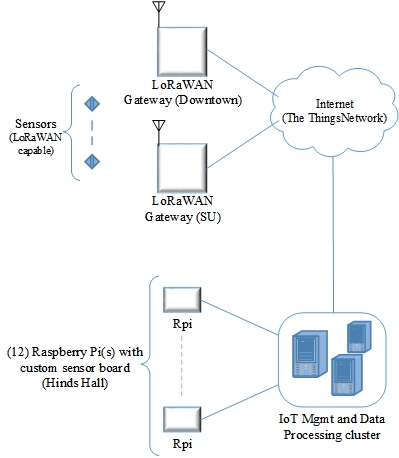 LoRaWAN
Gateway (Downtown)
Internet
(The ThingsNetwork)
Sensors
(LoRaWAN
capable)
LoRaWAN
Gateway (SU)
Rpi
(12) Raspberry Pi(s) with
custom sensor board
(Hinds Hall)
Rpi
IoT Mgmt and Data
Processing cluster